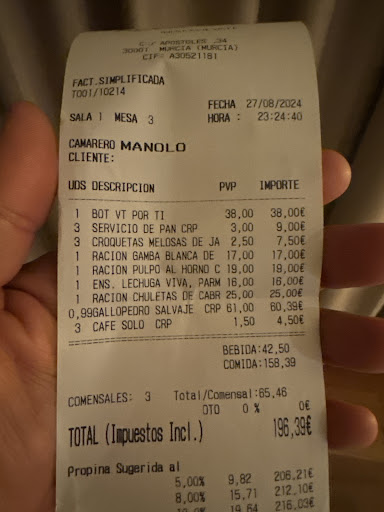 C / APOSTOLES ,34
30001 MURCIA (MURCIA)
CIF: A30521161
FACT.SIMPLIFICADA
T001/10214
FECHA 27/08/2024
SALA 1 MESA 3 HORA : 23:24:40
CAMARERO MANOLO
CLIENTE:
UDS DESCRIPCION PVP IMPORTE
1 BOT VT POR TI 38,00 38,00€
3 SERVICIO DE PAN CRP 3,00 9,00€
3 CROQUETAS MELOSAS DE JA 2,50 7,50€
1 RACION GAMBA BLANCA DE 17,00 17,00€
1 RACION PULPO AL HORNO C 19,00 19,00€
1 ENS. LECHUGA VIVA, PARM 16,00 16,00€
1 RACION CHULETAS DE CABR 25,00 25,00€
0,99GALLOPEDRO SALVAJE CRP 61,00 60,39€
3 CAFE SOLO CRP 1,50 4,50€
BEBIDA:42,50
COMIDA:158,39
COMENSALES: 3 Total/Comensal:65,46
DTO 0 % 0€
TOTAL (Impuestos Incl.) 196,39€
Propina Sugerida al
5,00% 9,82 206,21€
8,00% 15,71 212,10€
19,64 216,03€